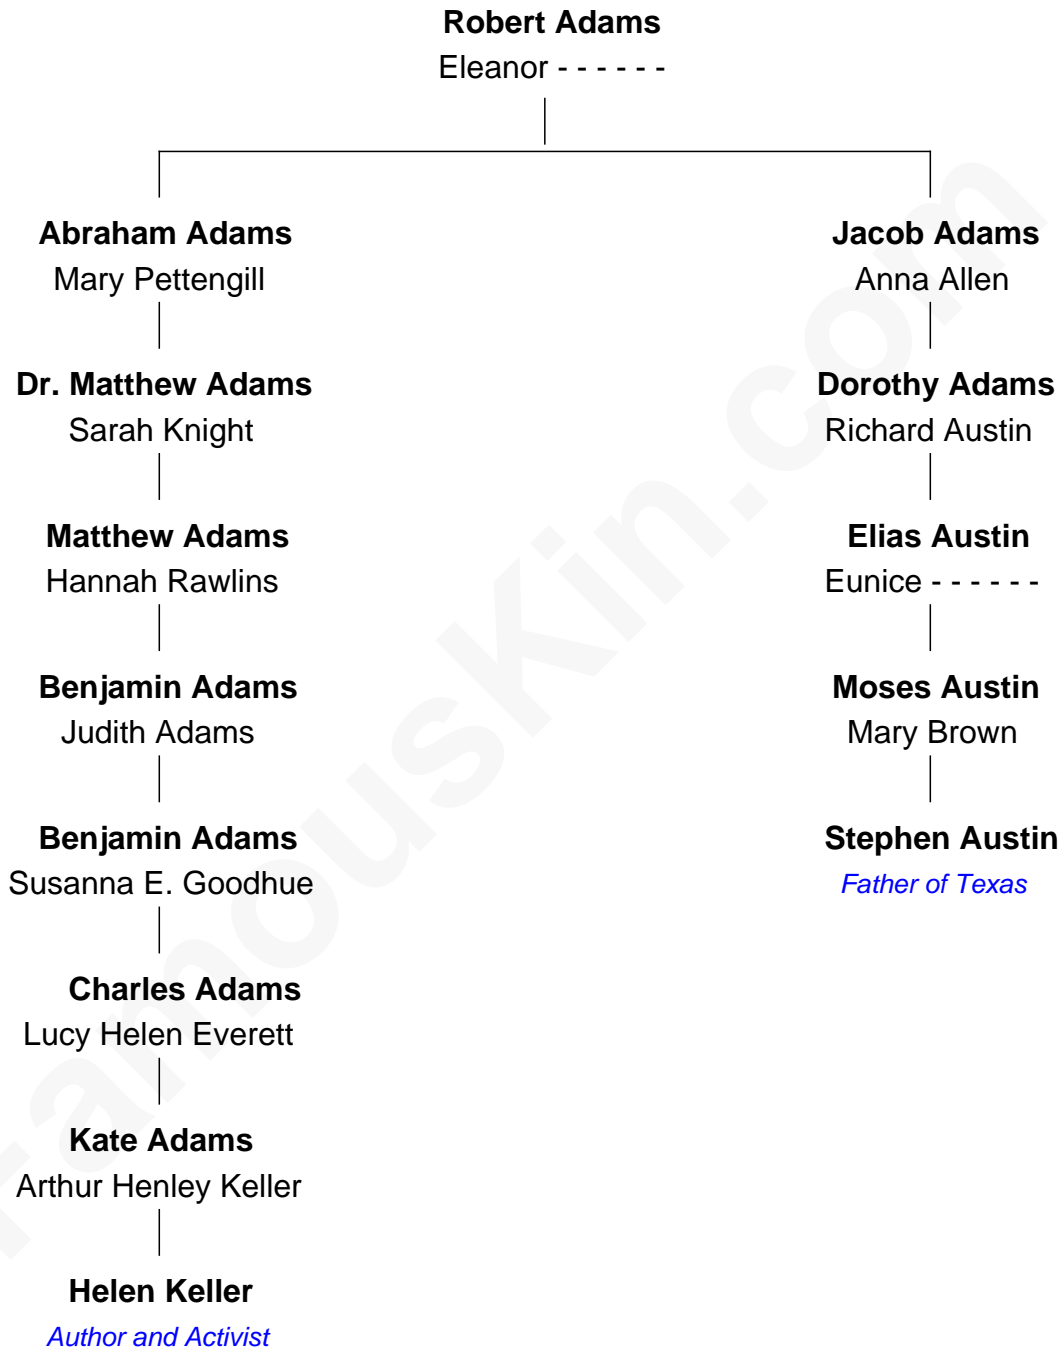 Robert Adams
Eleanor - - - - - -
Abraham Adams
Mary Pettengill
Dr. Matthew Adams
Sarah Knight
Matthew Adams
Hannah Rawlins
Benjamin Adams
Judith Adams
Benjamin Adams
Susanna E. Goodhue
Charles Adams
Lucy Helen Everett
Kate Adams
Arthur Henley Keller
Helen Keller
Author and Activist
Jacob Adams
Anna Allen
Dorothy Adams
Richard Austin
Elias Austin
Eunice - - - - - -
Moses Austin
Mary Brown
Stephen Austin
Father of Texas
FamousKin.com